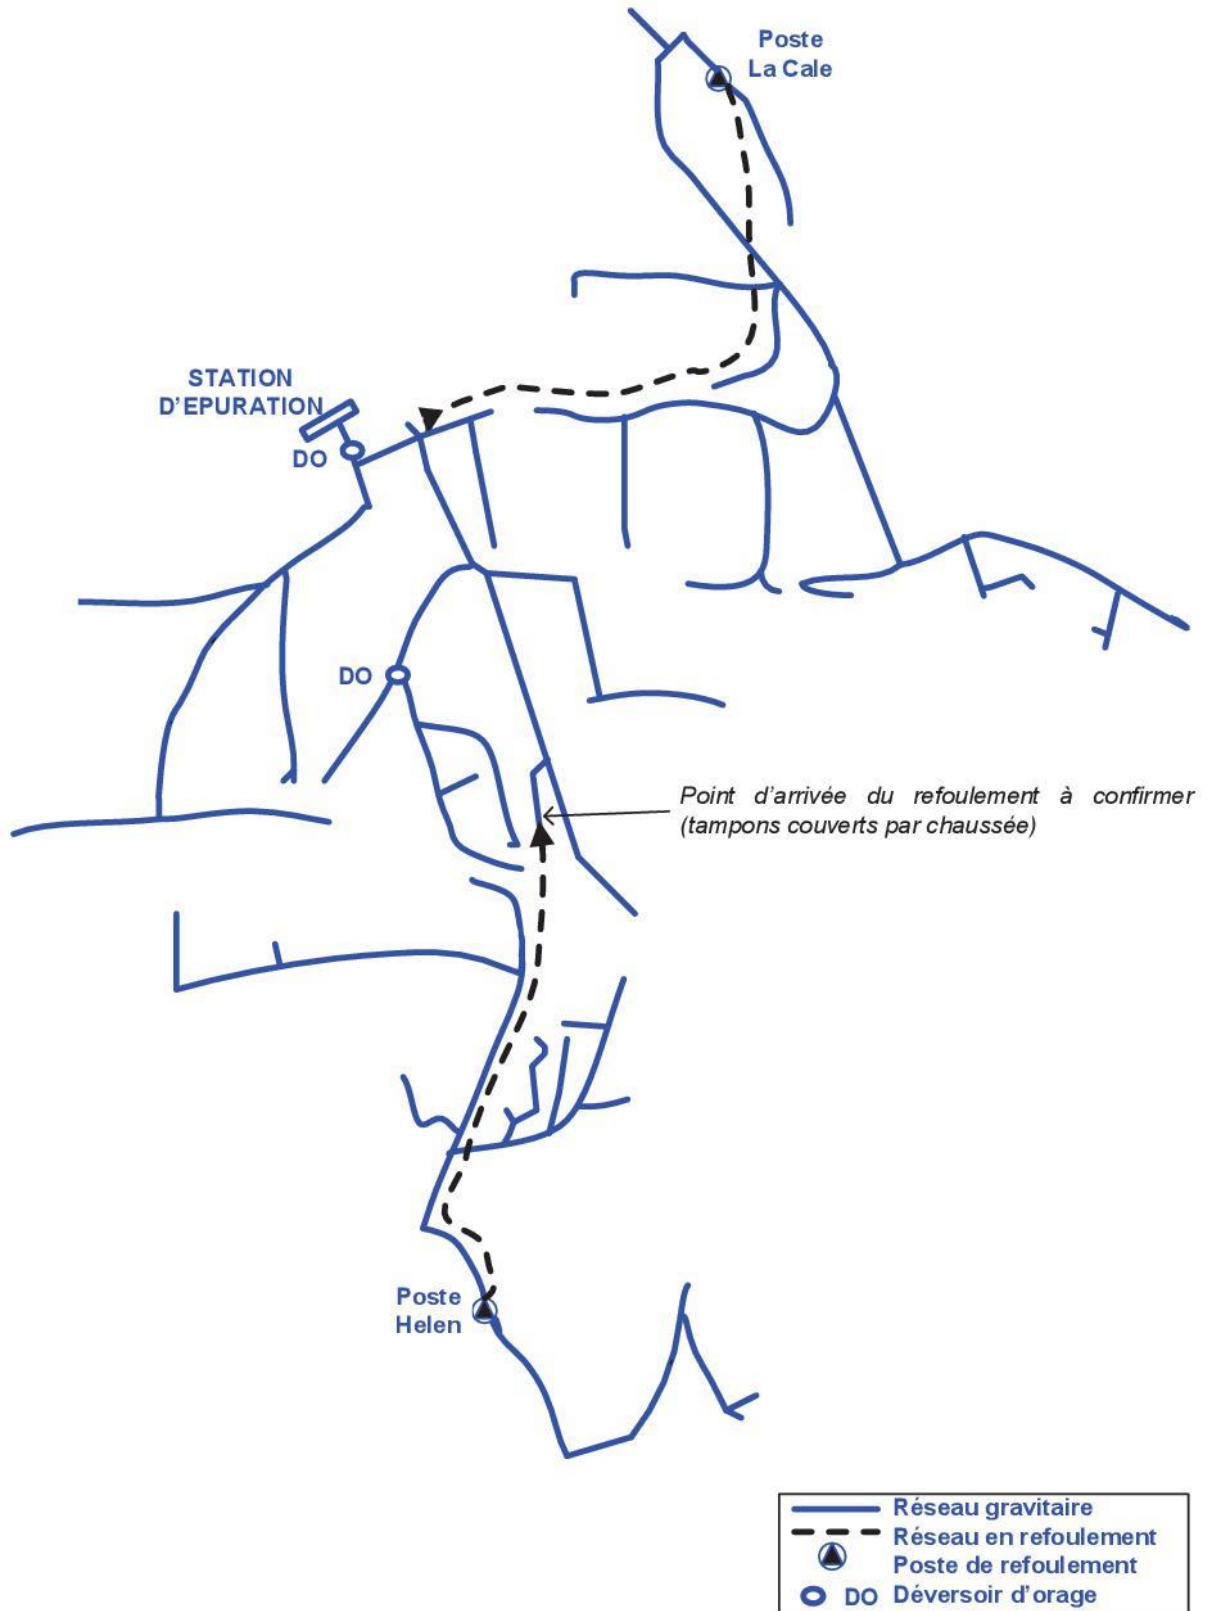 Poste
La Cale
STATION
D'EPURATION
DO
DO
Point d'arrivée du refoulement à confirmer
(tampons couverts par chaussée)
Poste
Helen
Réseau gravitaire
Réseau en refoulement
Poste de refoulement
DO Déversoir d'orage